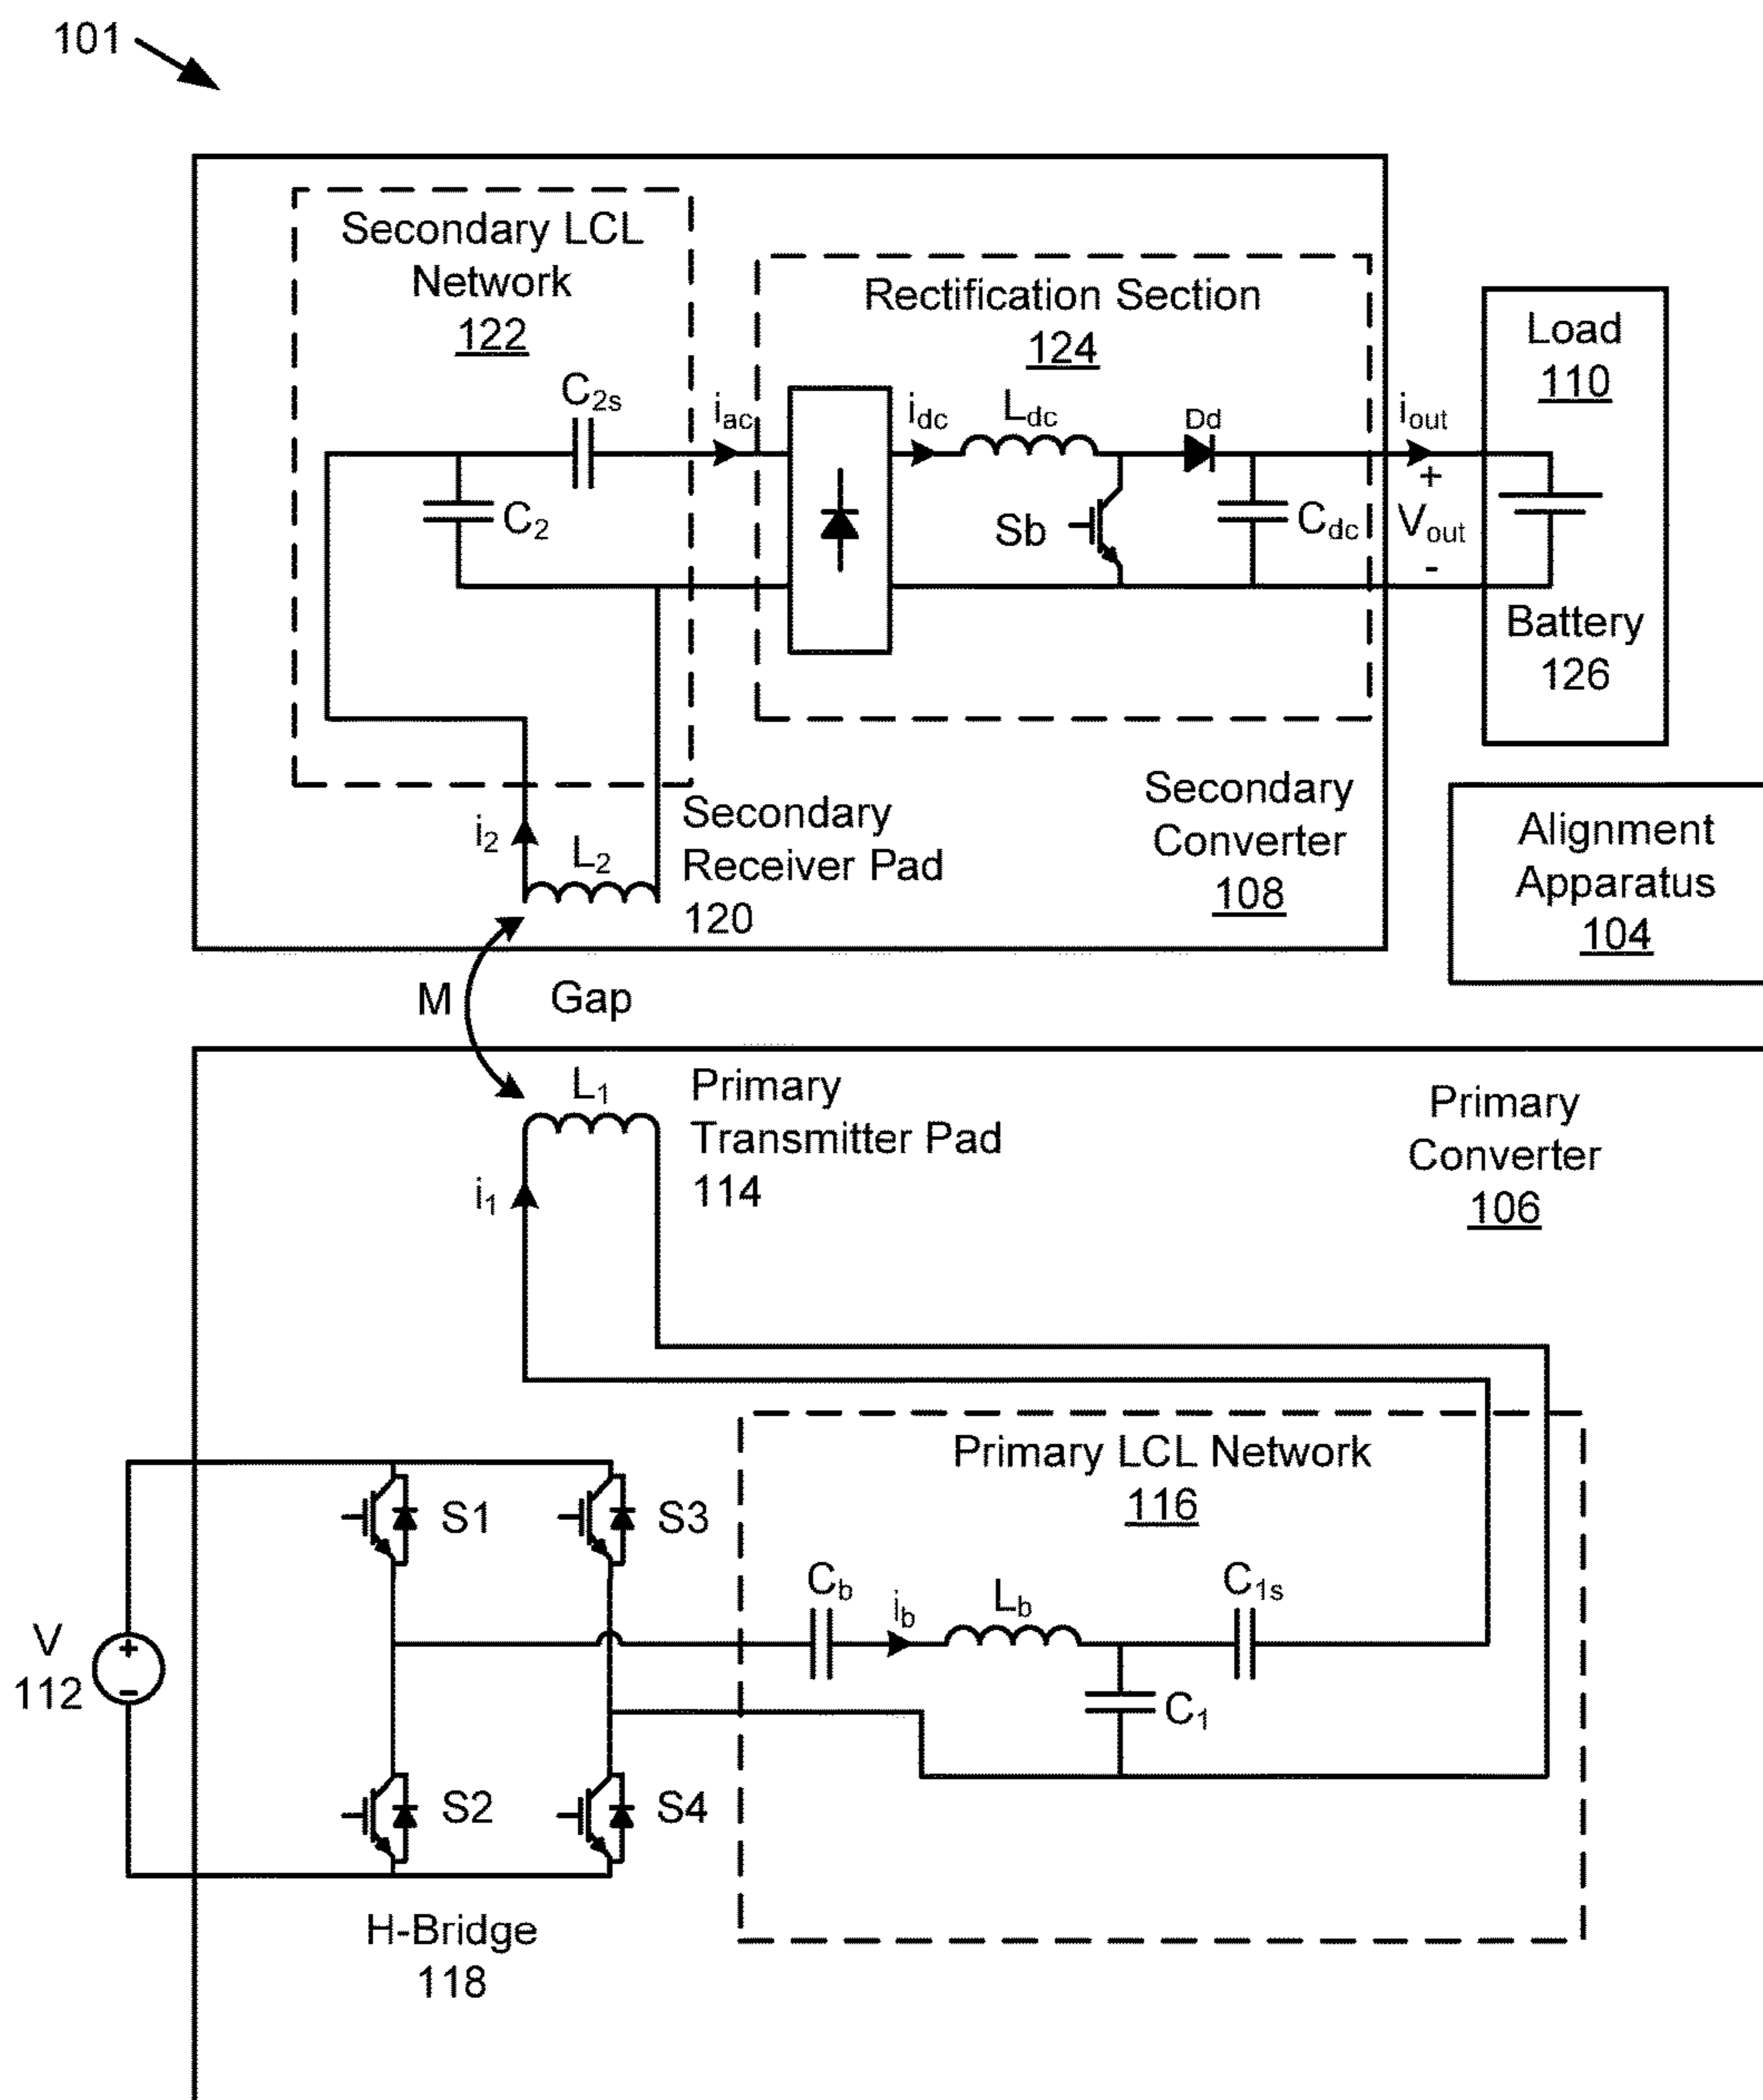 101
Secondary LCL
Network
122
Rectification Section
124
Load
110
C2s
iac
idc
Ldc
Dd
iout
+
C2
Sb
Cdc
Vout
-
Battery
126
i2
L2
Secondary
Receiver Pad
120
Secondary
Converter
108
Alignment
Apparatus
104
M
Gap
L1
Primary
Transmitter Pad
114
i1
Primary
Converter
106
Primary LCL Network
116
S1
S3
Cb
ib
Lb
C1s
V
112
+
-
C1
S2
S4
H-Bridge
118